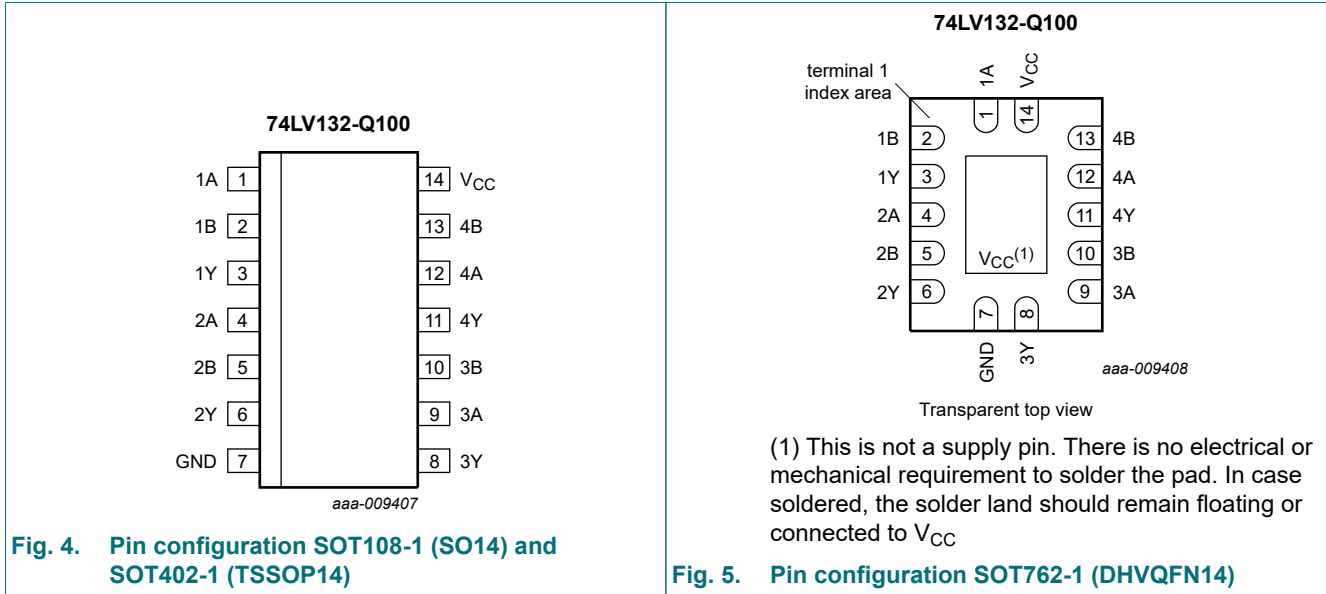 74LV132-Q100
1A 1 14 VCC
1B 2 13 4B
1Y 3 12 4A
2A 4 11 4Y
2B 5 10 3B
2Y 6 9 3A
GND 7 8 3Y
aaa-009407
Fig. 4. Pin configuration SOT108-1 (SO14) and
SOT402-1 (TSSOP14)
74LV132-Q100
terminal 1
index area
1A VCC
1 14
1B 2 13 4B
1Y 3 12 4A
2A 4 11 4Y
2B 5 10 3B
VCC(1)
2Y 6 9 3A
7 8
GND 3Y
aaa-009408
Transparent top view
(1) This is not a supply pin. There is no electrical or
mechanical requirement to solder the pad. In case
soldered, the solder land should remain floating or
connected to VCC
Fig. 5. Pin configuration SOT762-1 (DHVQFN14)